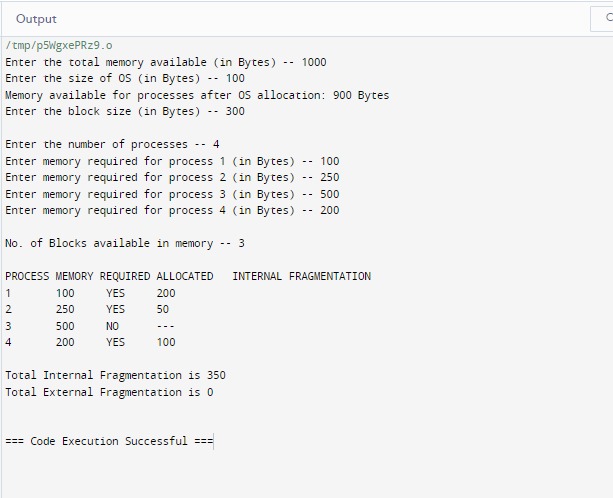 Output
C
/tmp/p5WgxePRz9.o
Enter the total memory available (in Bytes) -- 1000
Enter the size of OS (in Bytes) -- 100
Memory available for processes after OS allocation: 900 Bytes
Enter the block size (in Bytes) -- 300
Enter the number of processes -- 4
Enter memory required for process 1 (in Bytes) -- 100
Enter memory required for process 2 (in Bytes) -- 250
Enter memory required for process 3 (in Bytes) -- 500
Enter memory required for process 4 (in Bytes) -- 200
No. of Blocks available in memory -- 3
PROCESS MEMORY REQUIRED ALLOCATED   INTERNAL FRAGMENTATION
1       100     YES     200
2       250     YES     50
3       500     NO      ---
4       200     YES     100
Total Internal Fragmentation is 350
Total External Fragmentation is 0
=== Code Execution Successful ===